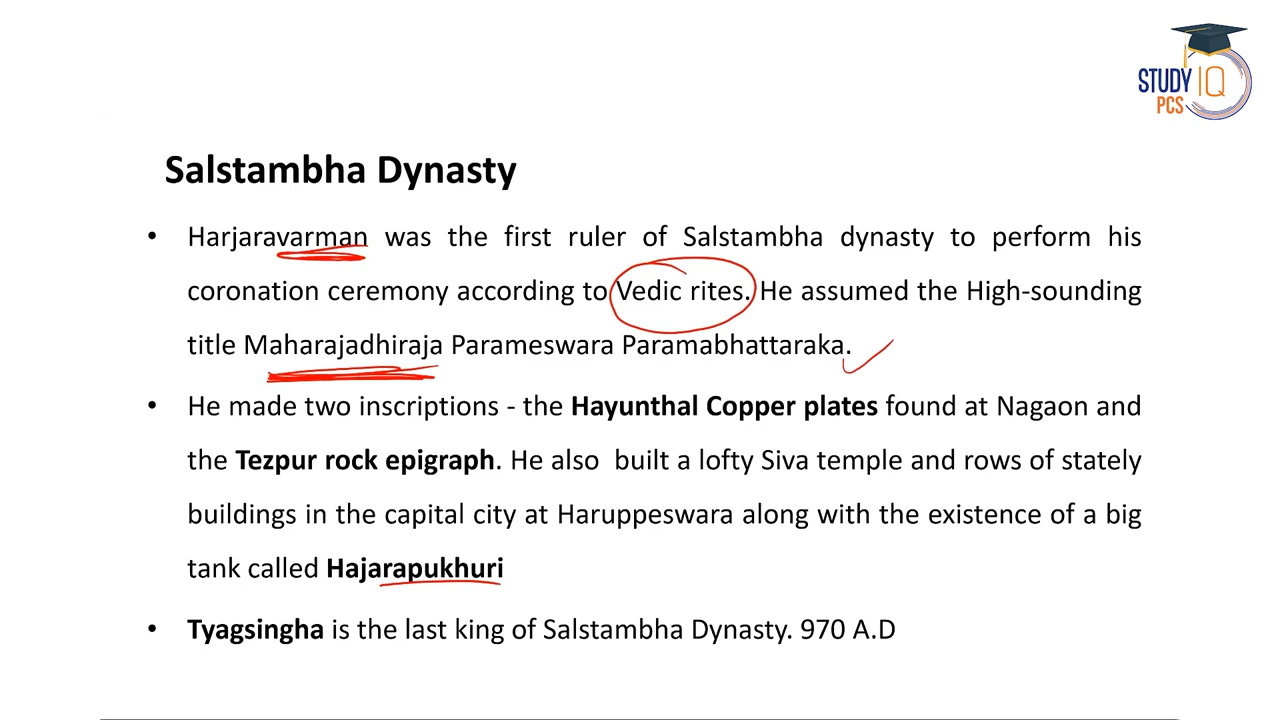 STUDY IQ
PCS
Salstambha Dynasty
• Harjaravarman was the first ruler of Salstambha dynasty to perform his
coronation ceremony according to Vedic rites. He assumed the High-sounding
title Maharajadhiraja Parameswara Paramabhattaraka.
• He made two inscriptions - the Hayunthal Copper plates found at Nagaon and
the Tezpur rock epigraph. He also built a lofty Siva temple and rows of stately
buildings in the capital city at Haruppeswara along with the existence of a big
tank called Hajarapukhuri
• Tyagsingha is the last king of Salstambha Dynasty. 970 A.D